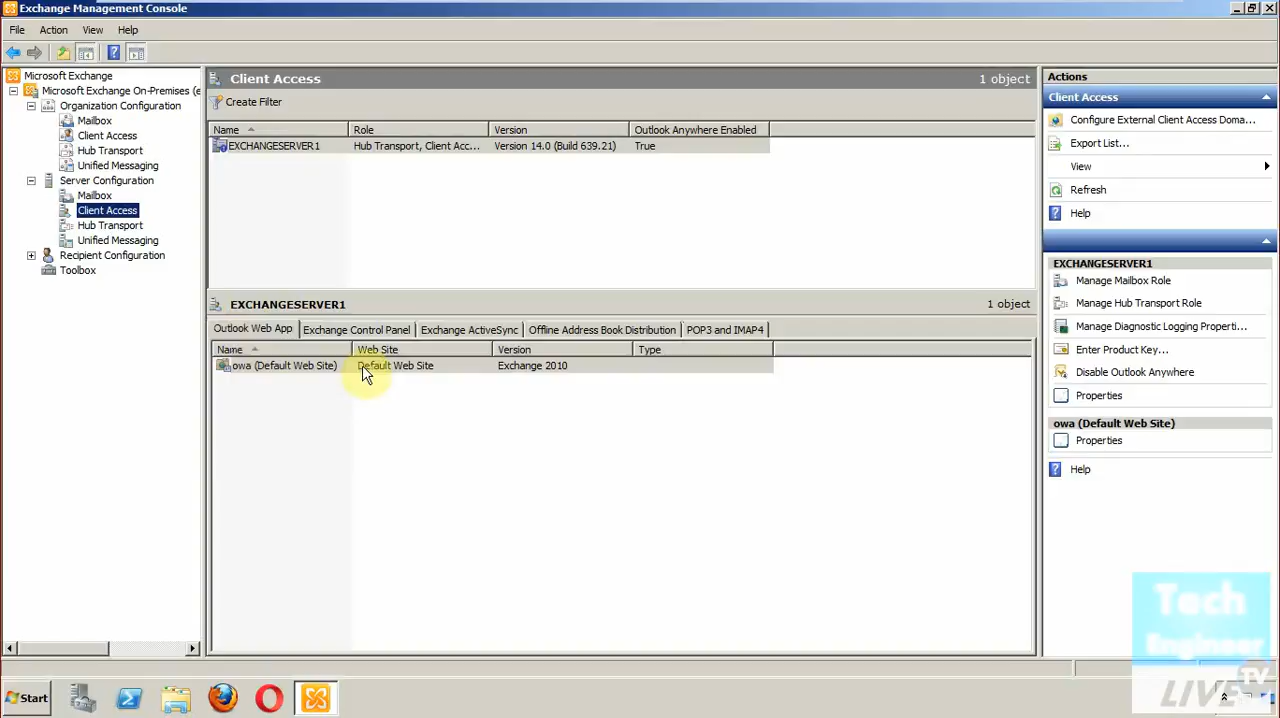 Exchange Management Console
File Action View Help
Microsoft Exchange
Microsoft Exchange On-Premises (e
Organization Configuration
Mailbox
Client Access
Hub Transport
Unified Messaging
Server Configuration
Mailbox
Client Access
Hub Transport
Unified Messaging
Recipient Configuration
Toolbox
Client Access 1 object
Create Filter
Name Role Version Outlook Anywhere Enabled
EXCHANGESERVER1 Hub Transport, Client Acc... Version 14.0 (Build 639.21) True
EXCHANGESERVER1 1 object
Outlook Web App Exchange Control Panel Exchange ActiveSync Offline Address Book Distribution POP3 and IMAP4
Name Web Site Version Type
owa (Default Web Site) Default Web Site Exchange 2010
Actions
Client Access
Configure External Client Access Doma...
Export List...
View
Refresh
Help
EXCHANGESERVER1
Manage Mailbox Role
Manage Hub Transport Role
Manage Diagnostic Logging Properti...
Enter Product Key...
Disable Outlook Anywhere
Properties
owa (Default Web Site)
Properties
Help
Tech
Engineer
TV
LIVE
Start